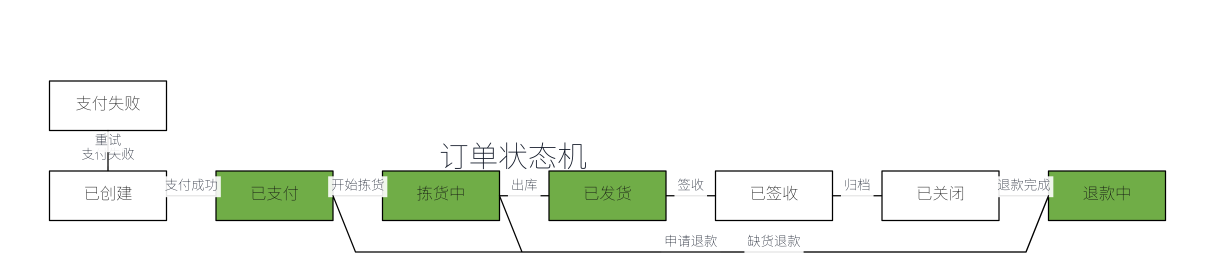 支付失败
重试
支付失败
订单状态机
已创建
支付成功
已支付
开始拣货
拣货中
出库
已发货
签收
已签收
归档
已关闭
退款完成
退款中
申请退款
缺货退款